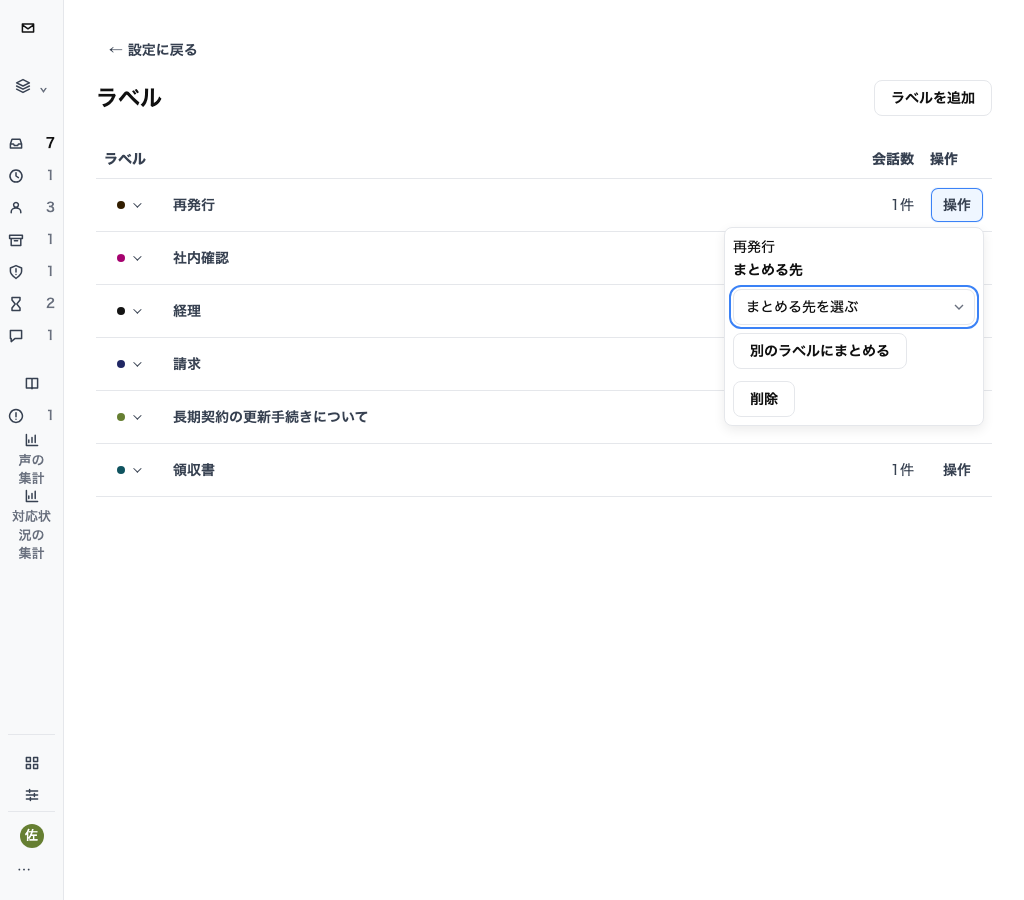 ← 設定に戻る
ラベル
ラベルを追加
ラベル 会話数 操作
再発行 1件 操作
社内確認
経理
請求
長期契約の更新手続きについて
領収書 1件 操作
再発行
まとめる先
まとめる先を選ぶ
別のラベルにまとめる
削除
7
1
3
1
1
2
1
1
声の
集計
対応状
況の
集計
佐
…